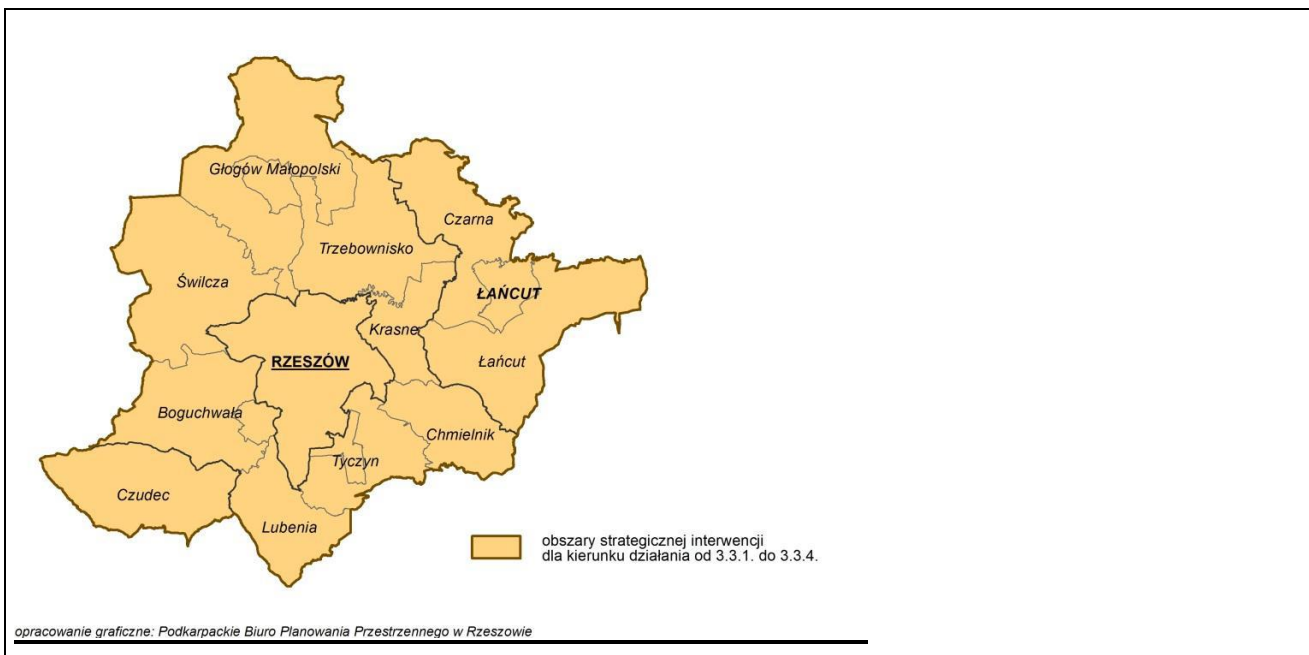 Głogów Małopolski
Czarna
Trzebownisko
Świlcza
ŁAŃCUT
Krasne
RZESZÓW
Łańcut
Boguchwała
Chmielnik
Tyczyn
Czudec
Lubenia
obszary strategicznej interwencji
dla kierunku działania od 3.3.1. do 3.3.4.
opracowanie graficzne: Podkarpackie Biuro Planowania Przestrzennego w Rzeszowie